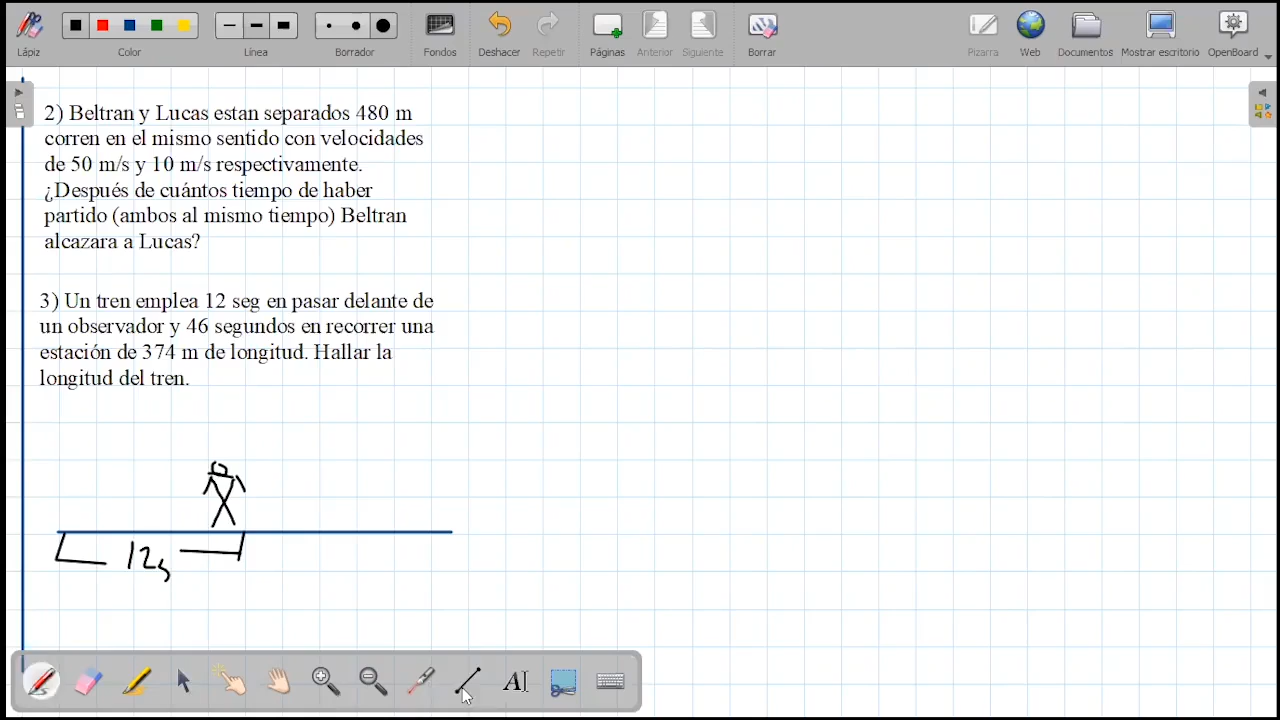 Lápiz
Color
Línea
Borrador
Fondos
Deshacer
Repetir
Páginas
Anterior
Siguiente
Borrar
Pizarra
Web
Documentos
Mostrar escritorio
OpenBoard
2) Beltran y Lucas estan separados 480 m
corren en el mismo sentido con velocidades
de 50 m/s y 10 m/s respectivamente.
¿Después de cuántos tiempo de haber
partido (ambos al mismo tiempo) Beltran
alcazara a Lucas?
3) Un tren emplea 12 seg en pasar delante de
un observador y 46 segundos en recorrer una
estación de 374 m de longitud. Hallar la
longitud del tren.
12s
A